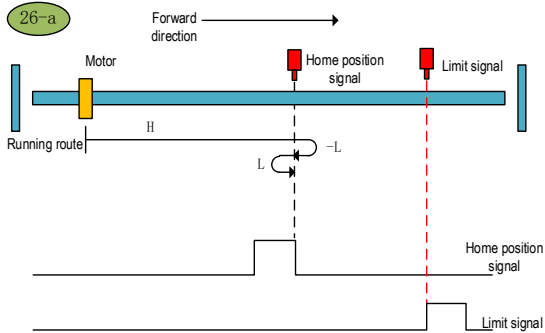 26-a
Forward
direction
Motor
Home position
signal
Limit signal
Running route
H
-L
L
Home position
signal
Limit signal